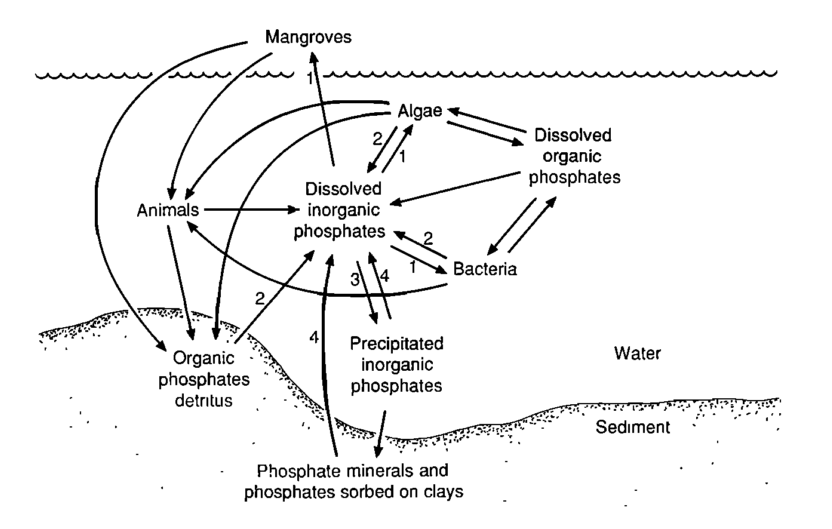 Mangroves
1
Algae
2
1
Dissolved
organic
phosphates
Dissolved
inorganic
phosphates
Animals
2
1
Bacteria
3
4
2
4
Precipitated
inorganic
phosphates
Organic
phosphates
detritus
Water
Sediment
Phosphate minerals and
phosphates sorbed on clays